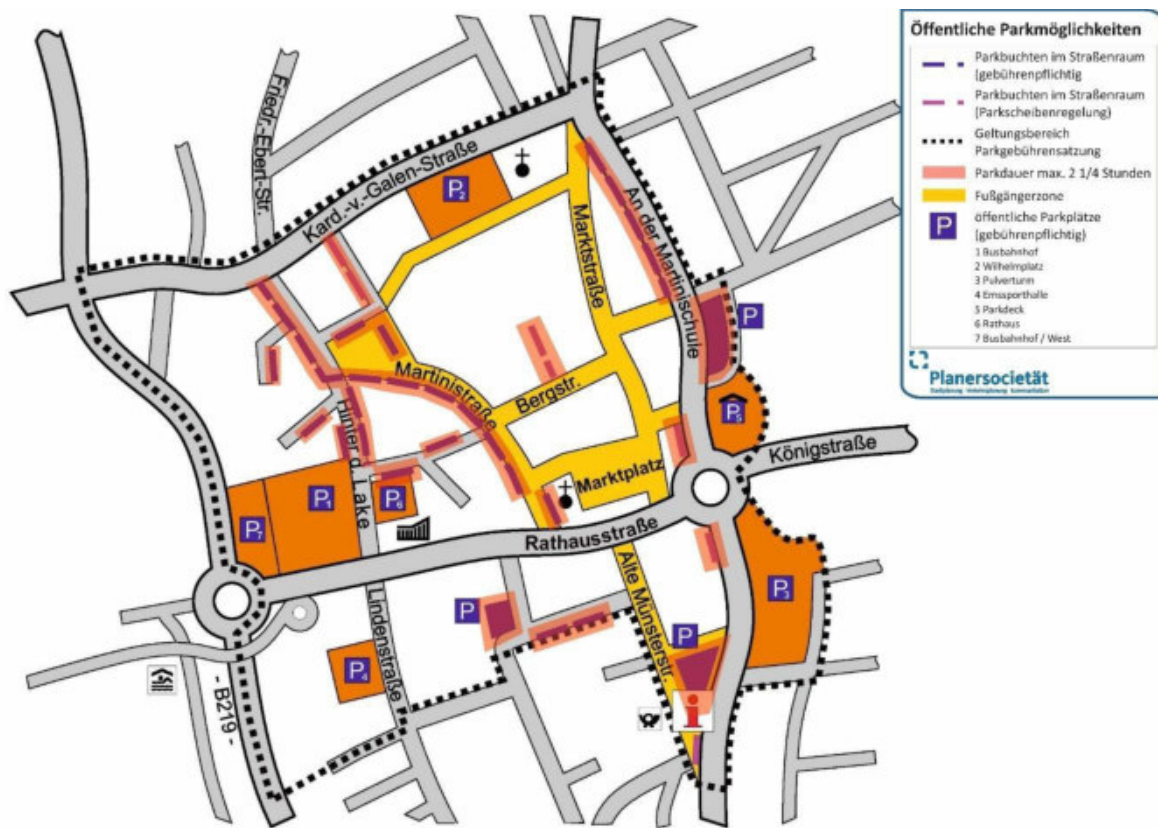 Öffentliche Parkmöglichkeiten
Parkbuchten im Straßenraum
(gebührenpflichtig
Parkbuchten im Straßenraum
(Parkscheibenregelung)
Geltungsbereich
Parkgebührensatzung
Parkdauer max. 2 1/4 Stunden
Fußgängerzone
P
öffentliche Parkplätze
(gebührenpflichtig)
1 Busbahnhof
2 Wilhelmplatz
3 Pulverturm
4 Emssporthalle
5 Parkdeck
6 Rathaus
7 Busbahnhof / West
Planersocietät
Friedr.-Ebert-Str.
Kard.-v.-Galen-Straße
P2
An der Martinischule
Marktstraße
P
Martinistraße
Bergstr.
Hinter d. Lake
P5
Königstraße
Marktplatz
P1
P6
P7
Rathausstraße
Alte Münsterstr.
P3
Lindenstraße
P
P
P4
- B219 -
i